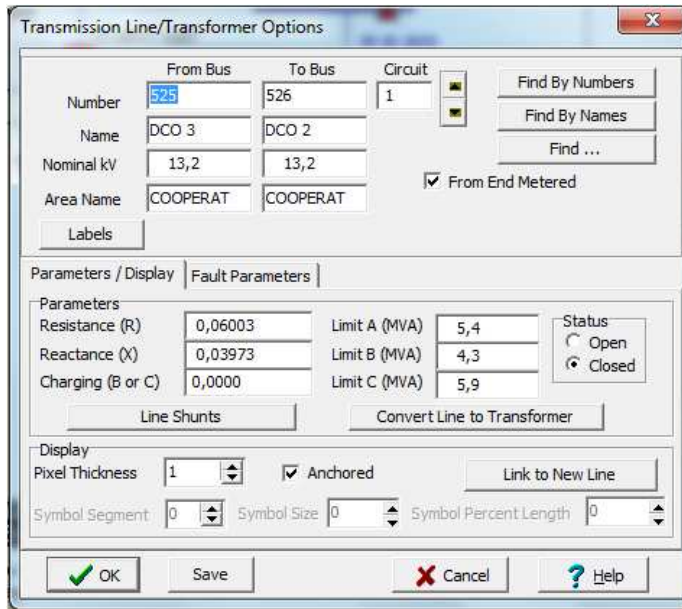 Transmission Line/Transformer Options
From Bus To Bus Circuit
Number 525 526 1 Find By Numbers
Name DCO 3 DCO 2 Find By Names
Nominal kV 13,2 13,2 Find ...
Area Name COOPERAT COOPERAT From End Metered
Labels
Parameters / Display Fault Parameters
Parameters
Resistance (R) 0,06003 Limit A (MVA) 5,4 Status
Open
Reactance (X) 0,03973 Limit B (MVA) 4,3 Closed
Charging (B or C) 0,0000 Limit C (MVA) 5,9
Line Shunts Convert Line to Transformer
Display
Pixel Thickness 1 Anchored Link to New Line
Symbol Segment 0 Symbol Size 0 Symbol Percent Length 0
OK Save Cancel Help